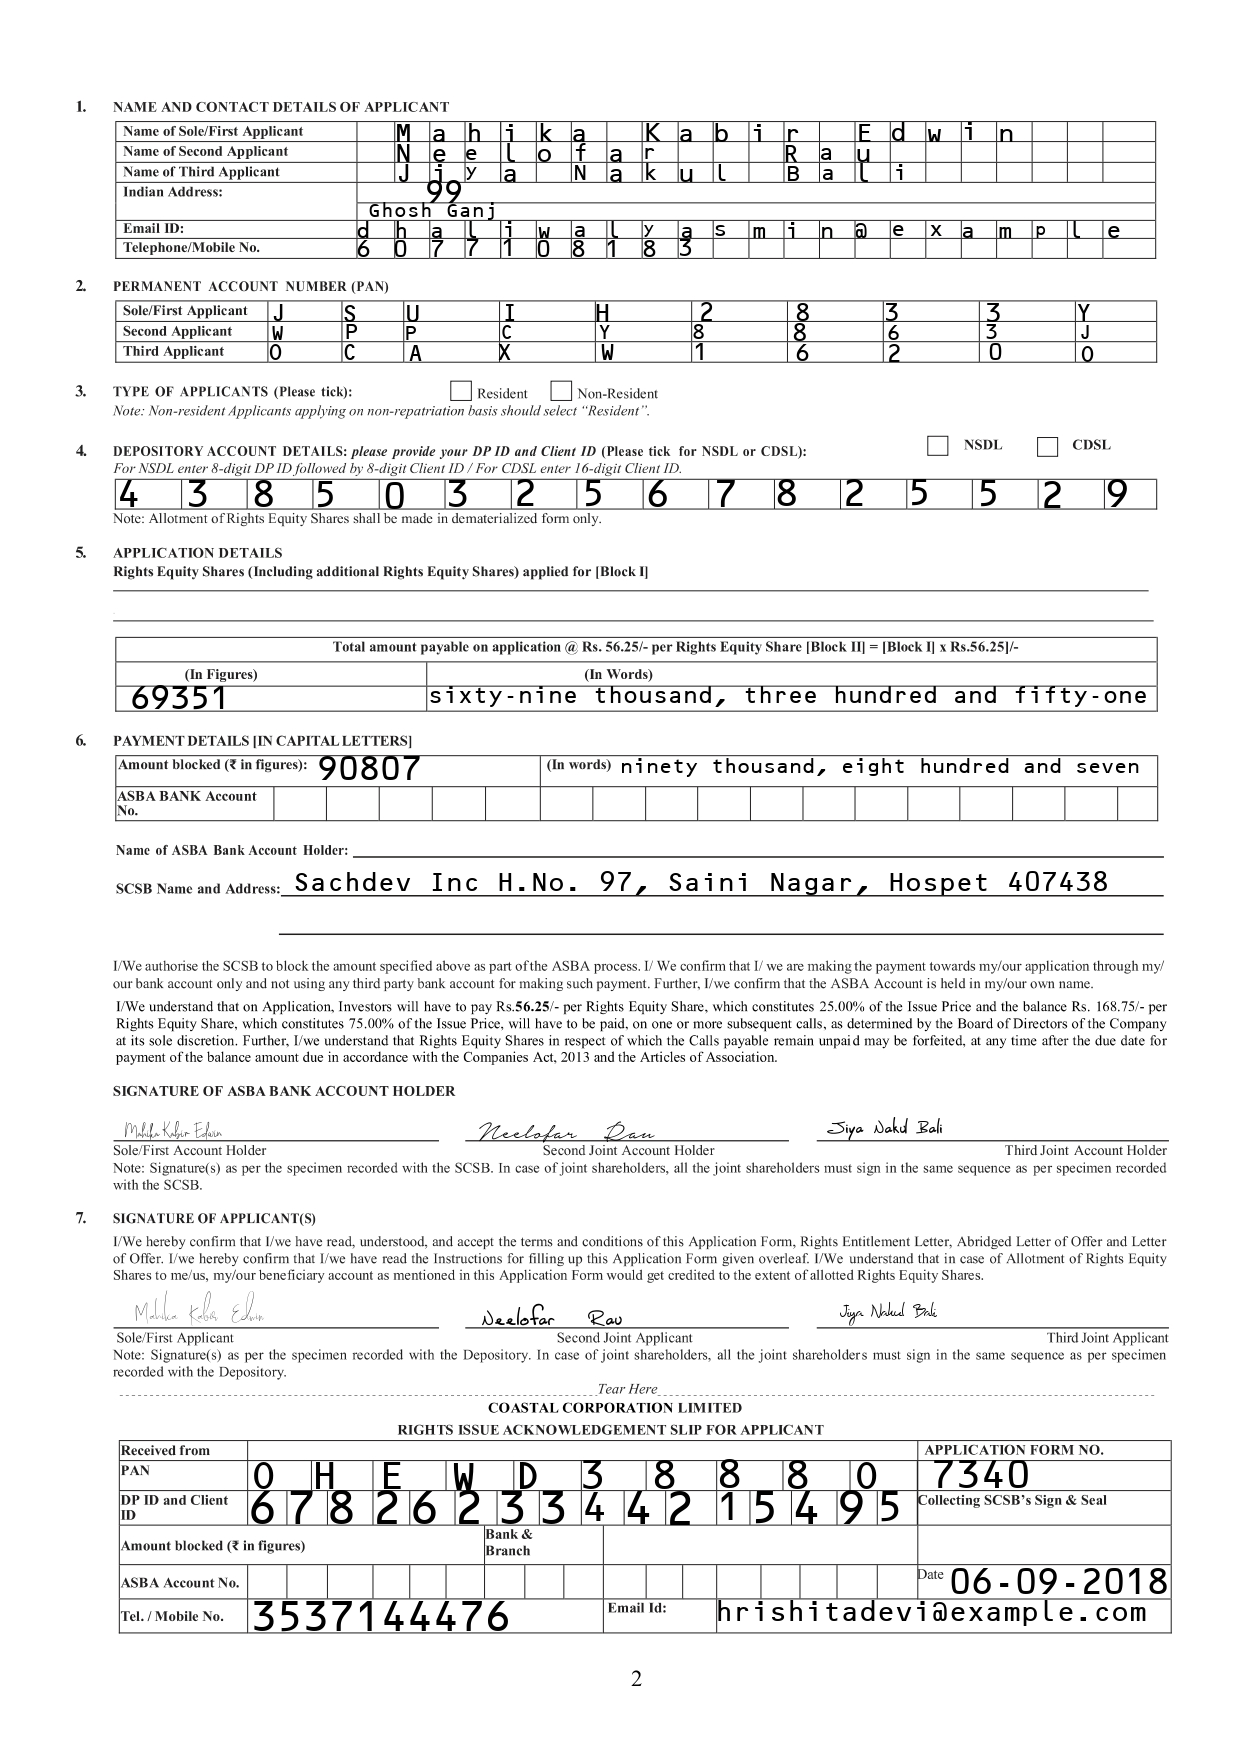 1. NAME AND CONTACT DETAILS OF APPLICANT
Name of Sole/First Applicant Mahika Kabir Edwin
Name of Second Applicant Neelofar Rau
Name of Third Applicant Jiya Nakul Bali
Indian Address: 99
Ghosh Ganj
Email ID: dhaliwalyasmin@example
Telephone/Mobile No. 6077108183
2. PERMANENT ACCOUNT NUMBER (PAN)
Sole/First Applicant J S U I H 2 8 3 3 Y
Second Applicant W P P C Y 8 8 6 3 J
Third Applicant O C A X W 1 6 2 0 O
3. TYPE OF APPLICANTS (Please tick): Resident Non-Resident
Note: Non-resident Applicants applying on non-repatriation basis should select “Resident”.
4. DEPOSITORY ACCOUNT DETAILS: please provide your DP ID and Client ID (Please tick for NSDL or CDSL): NSDL CDSL
For NSDL enter 8-digit DP ID followed by 8-digit Client ID / For CDSL enter 16-digit Client ID.
4 3 8 5 0 3 2 5 6 7 8 2 5 5 2 9
Note: Allotment of Rights Equity Shares shall be made in dematerialized form only.
5. APPLICATION DETAILS
Rights Equity Shares (Including additional Rights Equity Shares) applied for [Block I]
Total amount payable on application @ Rs. 56.25/- per Rights Equity Share [Block II] = [Block I] x Rs.56.25]/-
(In Figures) (In Words)
69351 sixty-nine thousand, three hundred and fifty-one
6. PAYMENT DETAILS [IN CAPITAL LETTERS]
Amount blocked (₹ in figures): 90807 (In words) ninety thousand, eight hundred and seven
ASBA BANK Account
No.
Name of ASBA Bank Account Holder:
SCSB Name and Address: Sachdev Inc H.No. 97, Saini Nagar, Hospet 407438
I/We authorise the SCSB to block the amount specified above as part of the ASBA process. I/ We confirm that I/ we are making the payment towards my/our application through my/
our bank account only and not using any third party bank account for making such payment. Further, I/we confirm that the ASBA Account is held in my/our own name.
I/We understand that on Application, Investors will have to pay Rs.56.25/- per Rights Equity Share, which constitutes 25.00% of the Issue Price and the balance Rs. 168.75/- per
Rights Equity Share, which constitutes 75.00% of the Issue Price, will have to be paid, on one or more subsequent calls, as determined by the Board of Directors of the Company
at its sole discretion. Further, I/we understand that Rights Equity Shares in respect of which the Calls payable remain unpaid may be forfeited, at any time after the due date for
payment of the balance amount due in accordance with the Companies Act, 2013 and the Articles of Association.
SIGNATURE OF ASBA BANK ACCOUNT HOLDER
Mahika Kabir Edwin Neelofar Rau Jiya Nakul Bali
Sole/First Account Holder Second Joint Account Holder Third Joint Account Holder
Note: Signature(s) as per the specimen recorded with the SCSB. In case of joint shareholders, all the joint shareholders must sign in the same sequence as per specimen recorded
with the SCSB.
7. SIGNATURE OF APPLICANT(S)
I/We hereby confirm that I/we have read, understood, and accept the terms and conditions of this Application Form, Rights Entitlement Letter, Abridged Letter of Offer and Letter
of Offer. I/we hereby confirm that I/we have read the Instructions for filling up this Application Form given overleaf. I/We understand that in case of Allotment of Rights Equity
Shares to me/us, my/our beneficiary account as mentioned in this Application Form would get credited to the extent of allotted Rights Equity Shares.
Mahika Kabir Edwin Neelofar Rau Jiya Nakul Bali
Sole/First Applicant Second Joint Applicant Third Joint Applicant
Note: Signature(s) as per the specimen recorded with the Depository. In case of joint shareholders, all the joint shareholders must sign in the same sequence as per specimen
recorded with the Depository.
Tear Here
COASTAL CORPORATION LIMITED
RIGHTS ISSUE ACKNOWLEDGEMENT SLIP FOR APPLICANT
Received from APPLICATION FORM NO.
PAN O H E W D 3 8 8 8 0 7340
DP ID and Client
ID 6 7 8 2 6 2 3 3 4 4 2 1 5 4 9 5 Collecting SCSB's Sign & Seal
Amount blocked (₹ in figures) Bank &
Branch
ASBA Account No. Date 06-09-2018
Tel. / Mobile No. 3537144476 Email Id: hrishitadevi@example.com
2